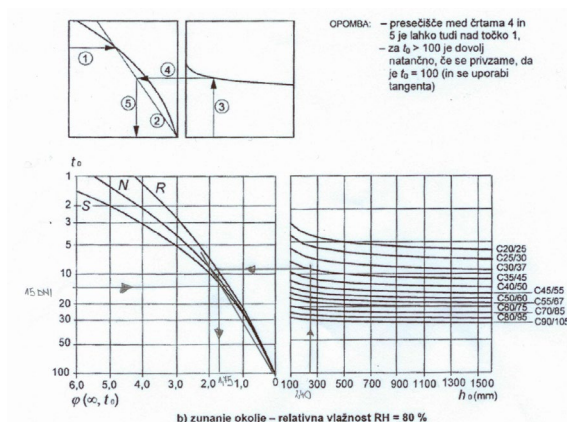 OPOMBA: – presečišče med črtama 4 in
5 je lahko tudi nad točko 1,
– za t₀ > 100 je dovolj
natančno, če se privzame, da
je t₀ = 100 (in se uporabi
tangenta)
① ④ ⑤ ② ③
t₀
1
2
3
5
10
20
30
50
100
S N R
15 DNI
6,0 5,0 4,0 3,0 2,0 1,0 0
φ (∞, t₀)
C20/25
C25/30
C30/37
C35/45
C40/50
C45/55
C50/60
C55/67
C60/75
C70/85
C80/95
C90/105
100 300 500 700 900 1100 1300 1500
240
h₀ (mm)
b) zunanje okolje – relativna vlažnost RH = 80 %